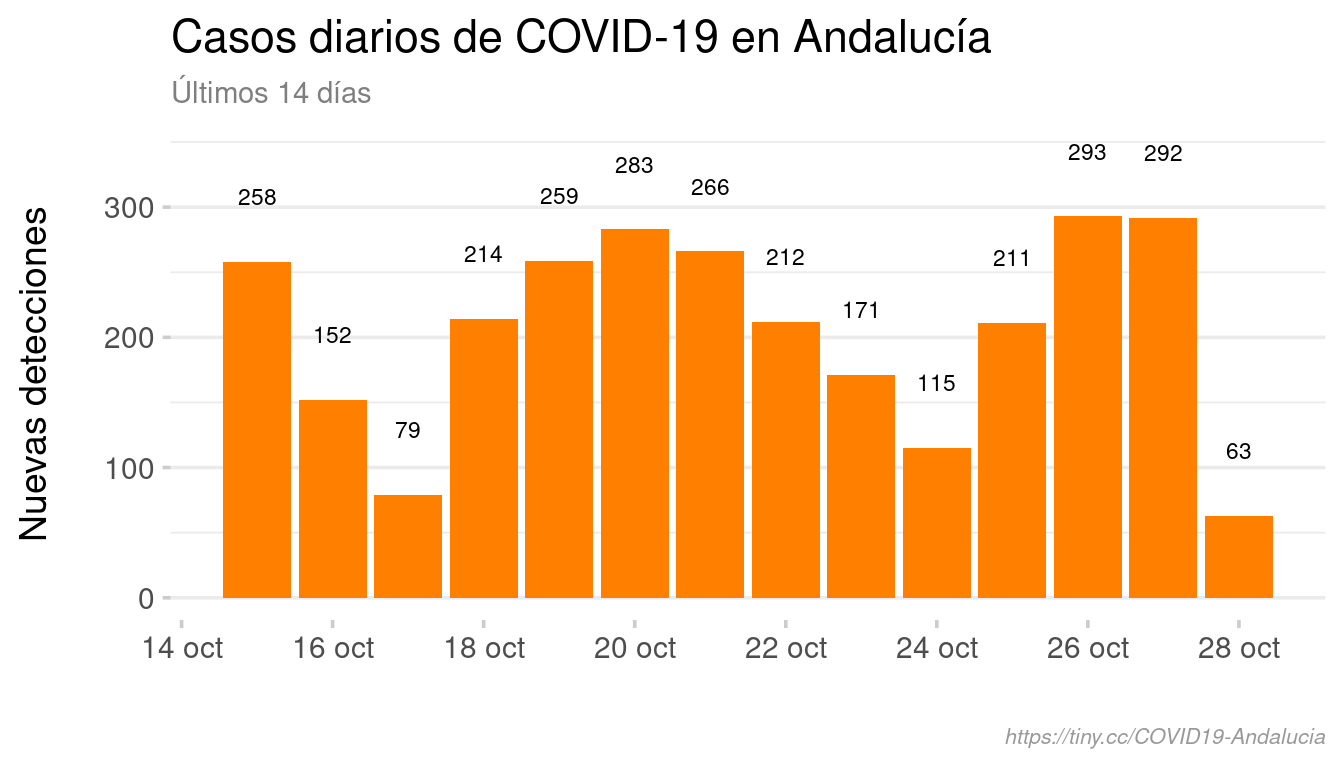 Casos diarios de COVID-19 en Andalucía
Últimos 14 días
Nuevas detecciones
300
200
100
0
258
152
79
214
259
283
266
212
171
115
211
293
292
63
14 oct
16 oct
18 oct
20 oct
22 oct
24 oct
26 oct
28 oct
https://tiny.cc/COVID19-Andalucia